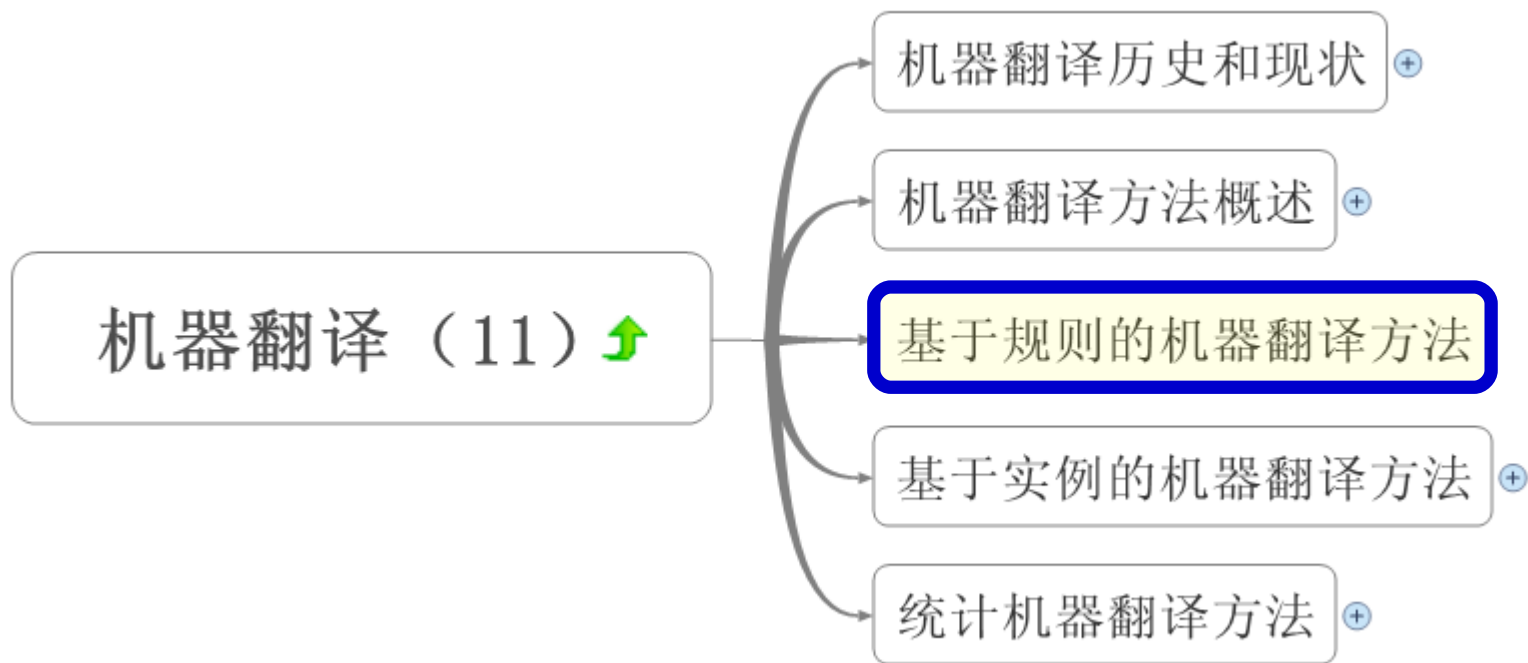 机器翻译历史和现状
机器翻译方法概述
机器翻译（11）
基于规则的机器翻译方法
基于实例的机器翻译方法
统计机器翻译方法